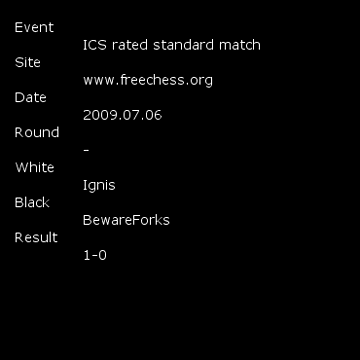 Event
ICS rated standard match
Site
www.freechess.org
Date
2009.07.06
Round
-
White
Ignis
Black
BewareForks
Result
1-0